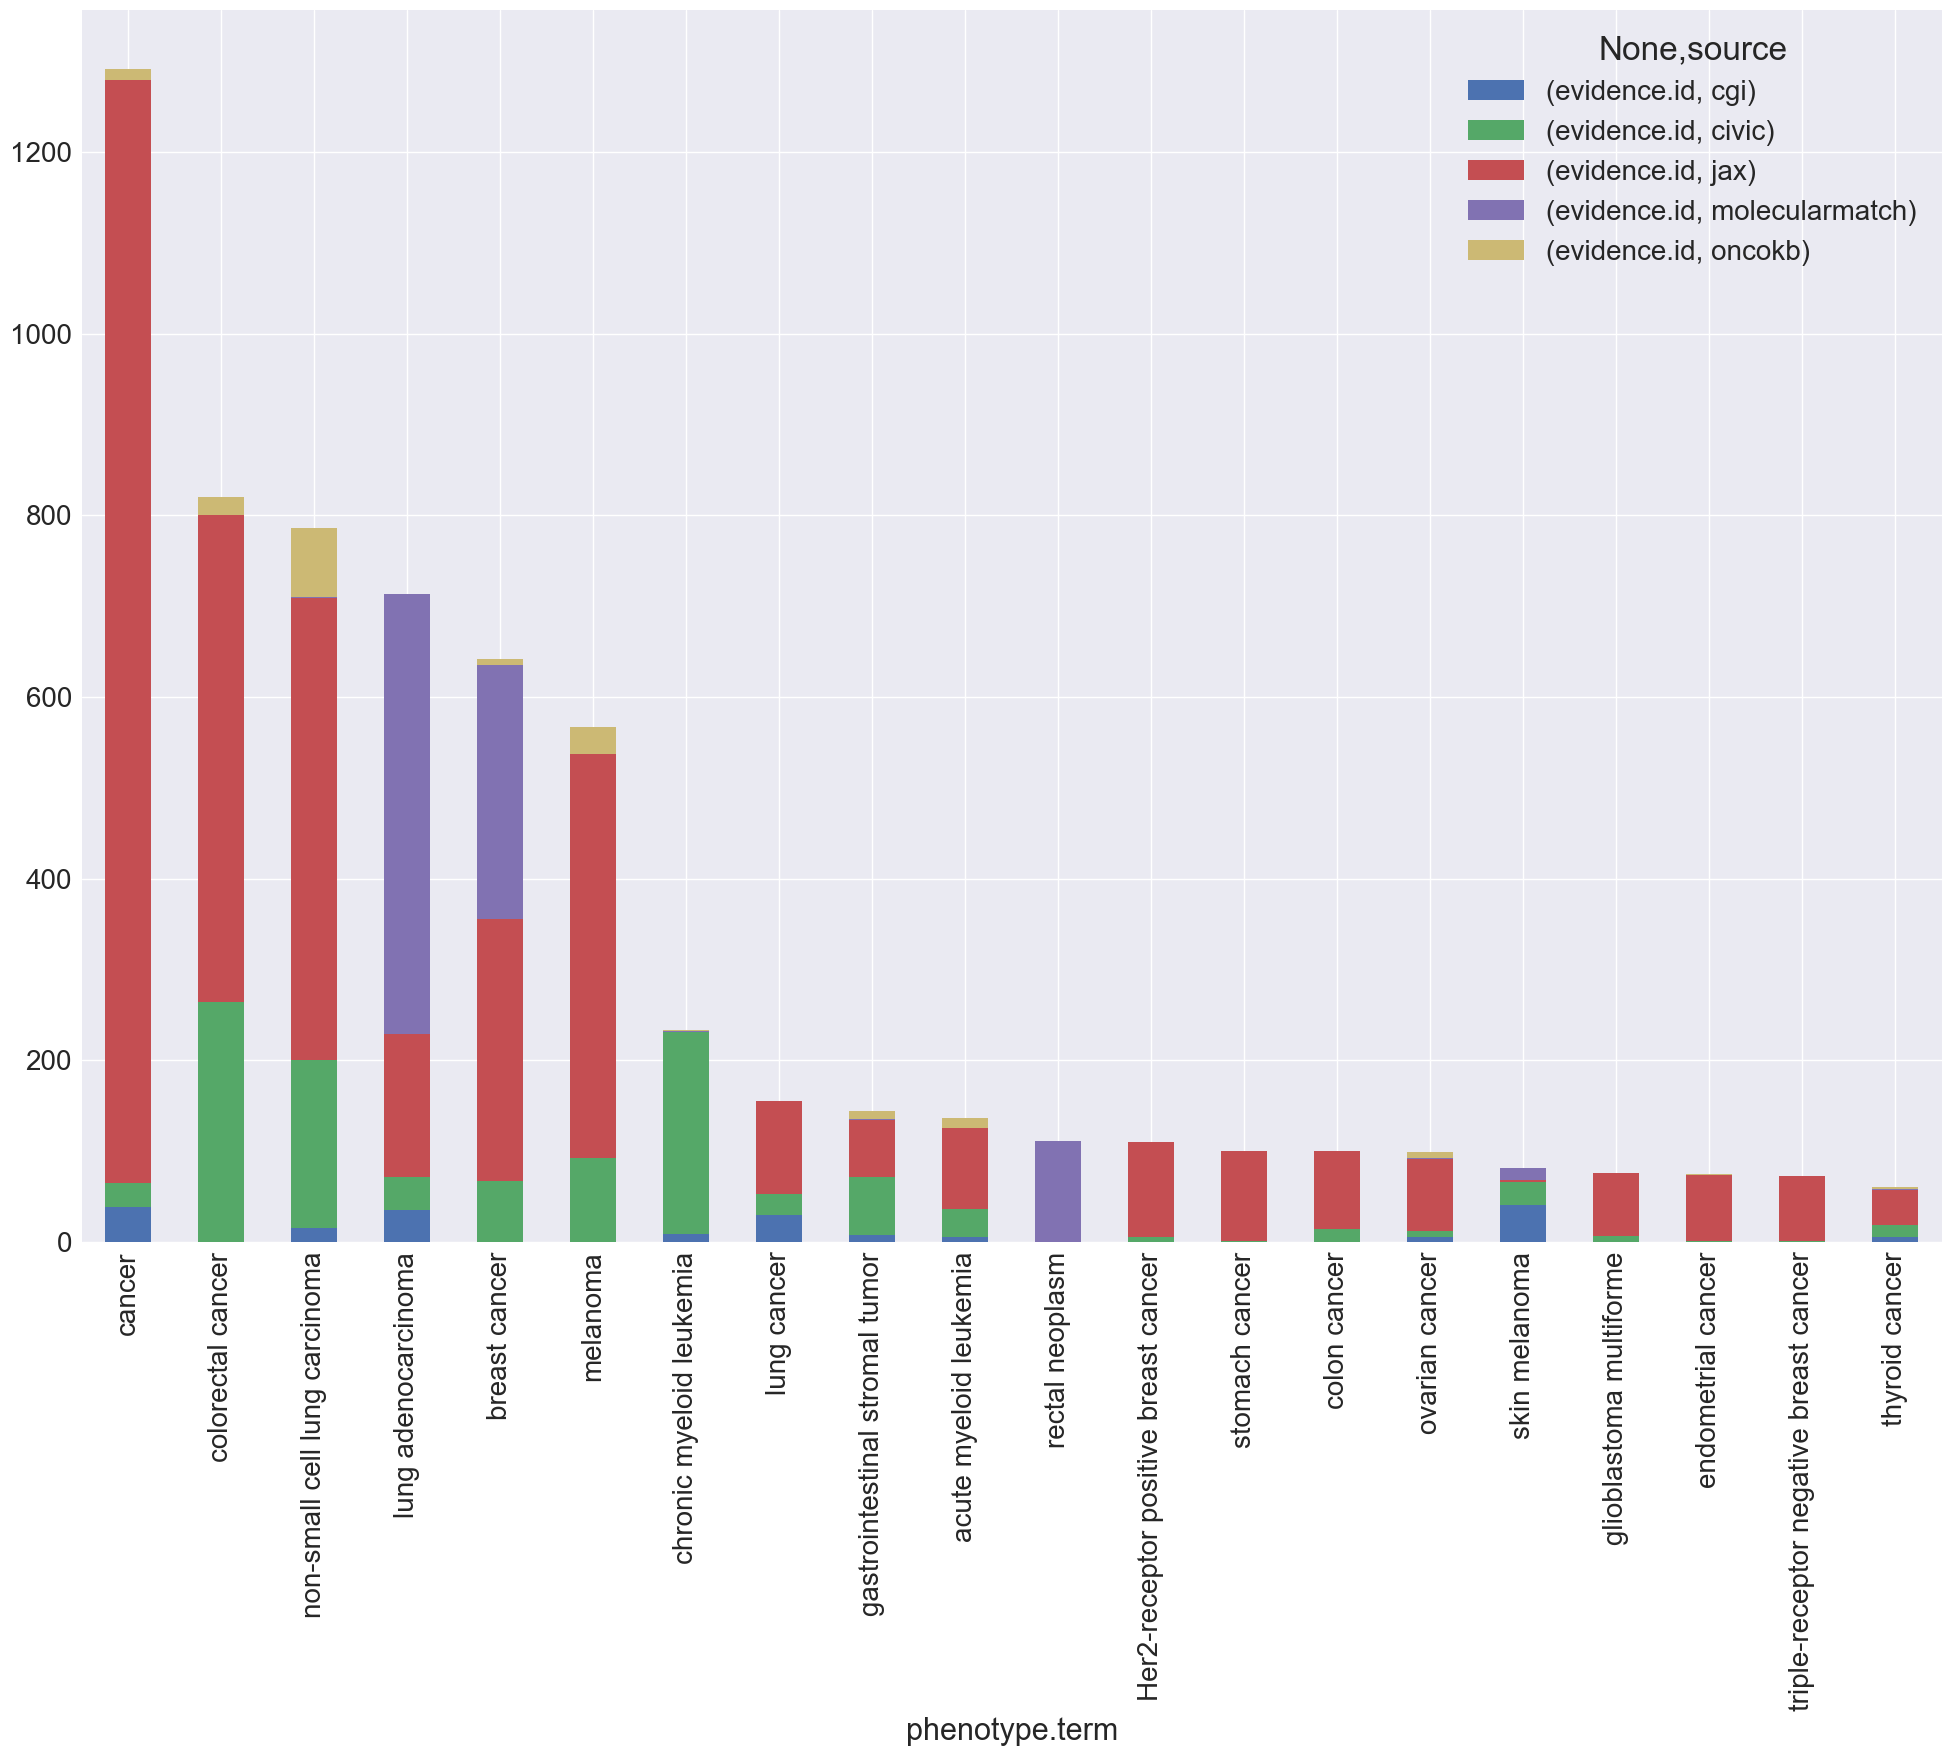 None,source
(evidence.id, cgi)
(evidence.id, civic)
(evidence.id, jax)
(evidence.id, molecularmatch)
(evidence.id, oncokb)
1200
1000
800
600
400
200
0
cancer
colorectal cancer
non-small cell lung carcinoma
lung adenocarcinoma
breast cancer
melanoma
chronic myeloid leukemia
lung cancer
gastrointestinal stromal tumor
acute myeloid leukemia
rectal neoplasm
Her2-receptor positive breast cancer
stomach cancer
colon cancer
ovarian cancer
skin melanoma
glioblastoma multiforme
endometrial cancer
triple-receptor negative breast cancer
thyroid cancer
phenotype.term